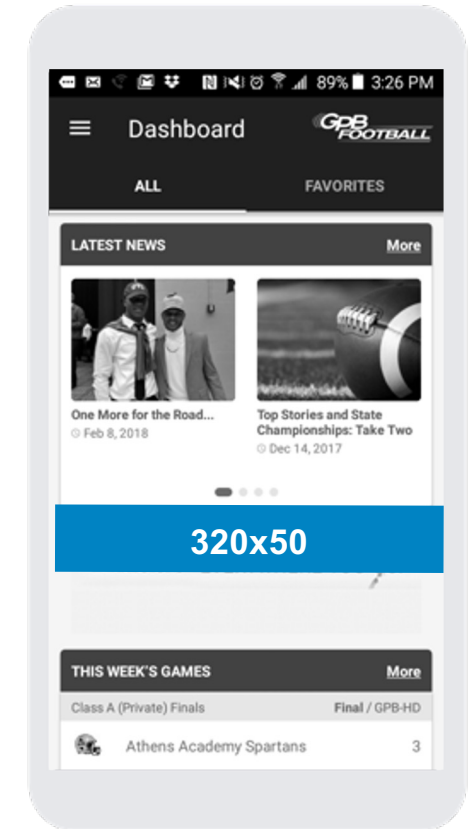 89% 3:26 PM
Dashboard
GPB
FOOTBALL
ALL FAVORITES
LATEST NEWS More
One More for the Road... Top Stories and State
Feb 8, 2018 Championships: Take Two
Dec 14, 2017
320x50
THIS WEEK'S GAMES More
Class A (Private) Finals Final / GPB-HD
Athens Academy Spartans 3